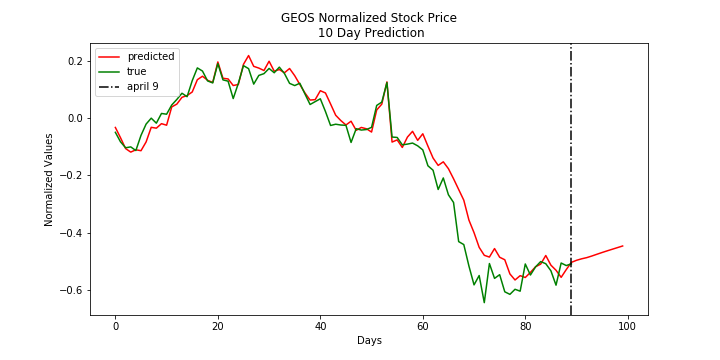 GEOS Normalized Stock Price
10 Day Prediction
predicted
true
april 9
Normalized Values
0.2
0.0
−0.2
−0.4
−0.6
0
20
40
60
80
100
Days